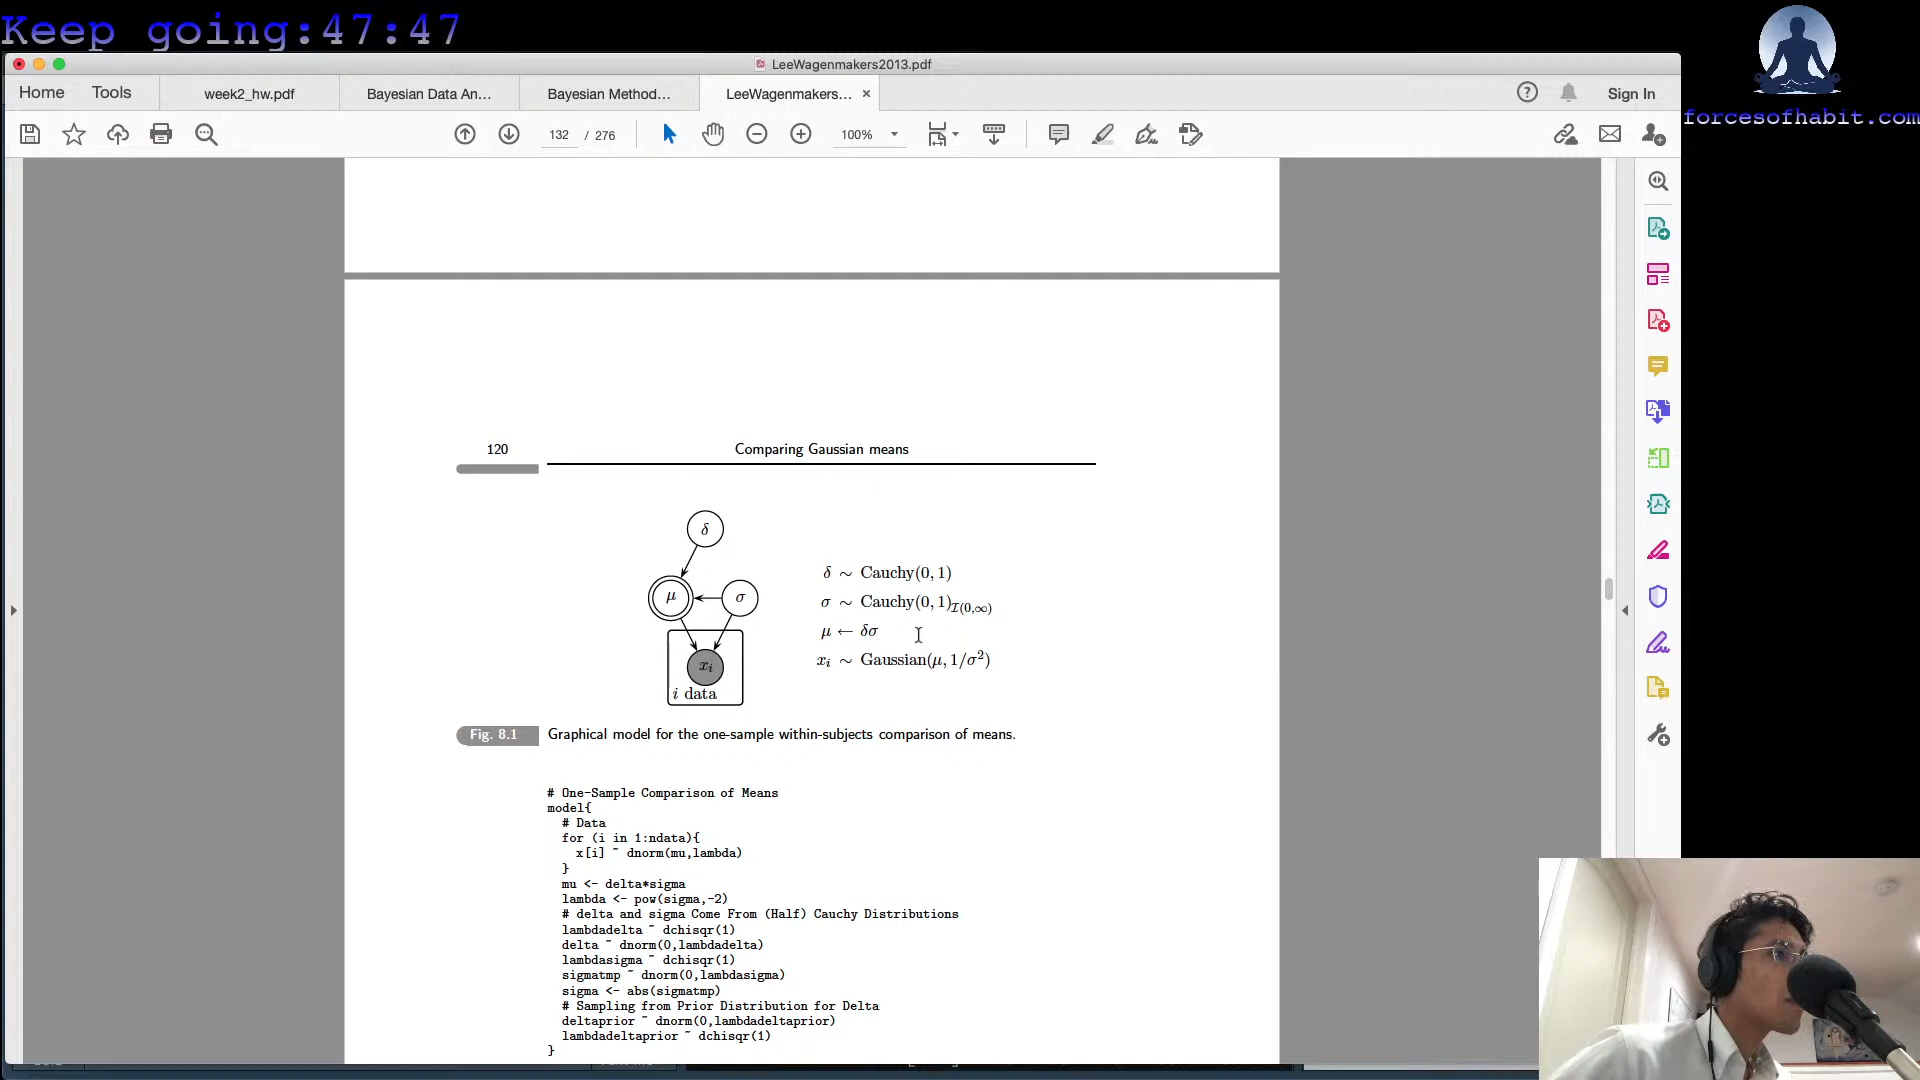 Keep going:47:47
LeeWagenmakers2013.pdf
Home Tools week2_hw.pdf Bayesian Data An... Bayesian Method... LeeWagenmakers... × Sign In
forcesofhabit.com
132 / 276 100%
120 Comparing Gaussian means
δ
μ σ
x_i
i data
δ ∼ Cauchy(0, 1)
σ ∼ Cauchy(0, 1)_I(0,∞)
μ ← δσ
x_i ∼ Gaussian(μ, 1/σ²)
Fig. 8.1 Graphical model for the one-sample within-subjects comparison of means.
# One-Sample Comparison of Means
model{
# Data
for (i in 1:ndata){
x[i] ~ dnorm(mu,lambda)
}
mu <- delta*sigma
lambda <- pow(sigma,-2)
# delta and sigma Come From (Half) Cauchy Distributions
lambdadelta ~ dchisqr(1)
delta ~ dnorm(0,lambdadelta)
lambdasigma ~ dchisqr(1)
sigmatmp ~ dnorm(0,lambdasigma)
sigma <- abs(sigmatmp)
# Sampling from Prior Distribution for Delta
deltaprior ~ dnorm(0,lambdadeltaprior)
lambdadeltaprior ~ dchisqr(1)
}